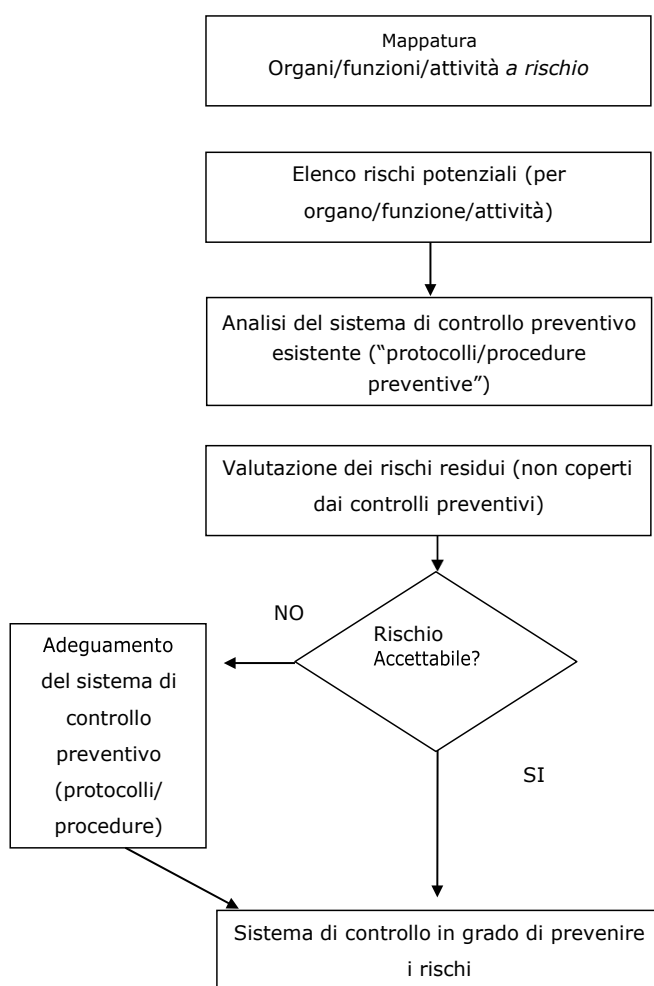 Mappatura
Organi/funzioni/attività a rischio
Elenco rischi potenziali (per
organo/funzione/attività)
Analisi del sistema di controllo preventivo
esistente (“protocolli/procedure
preventive”)
Valutazione dei rischi residui (non coperti
dai controlli preventivi)
NO
Rischio
Accettabile?
Adeguamento
del sistema di
controllo
preventivo
(protocolli/
procedure)
SI
Sistema di controllo in grado di prevenire
i rischi